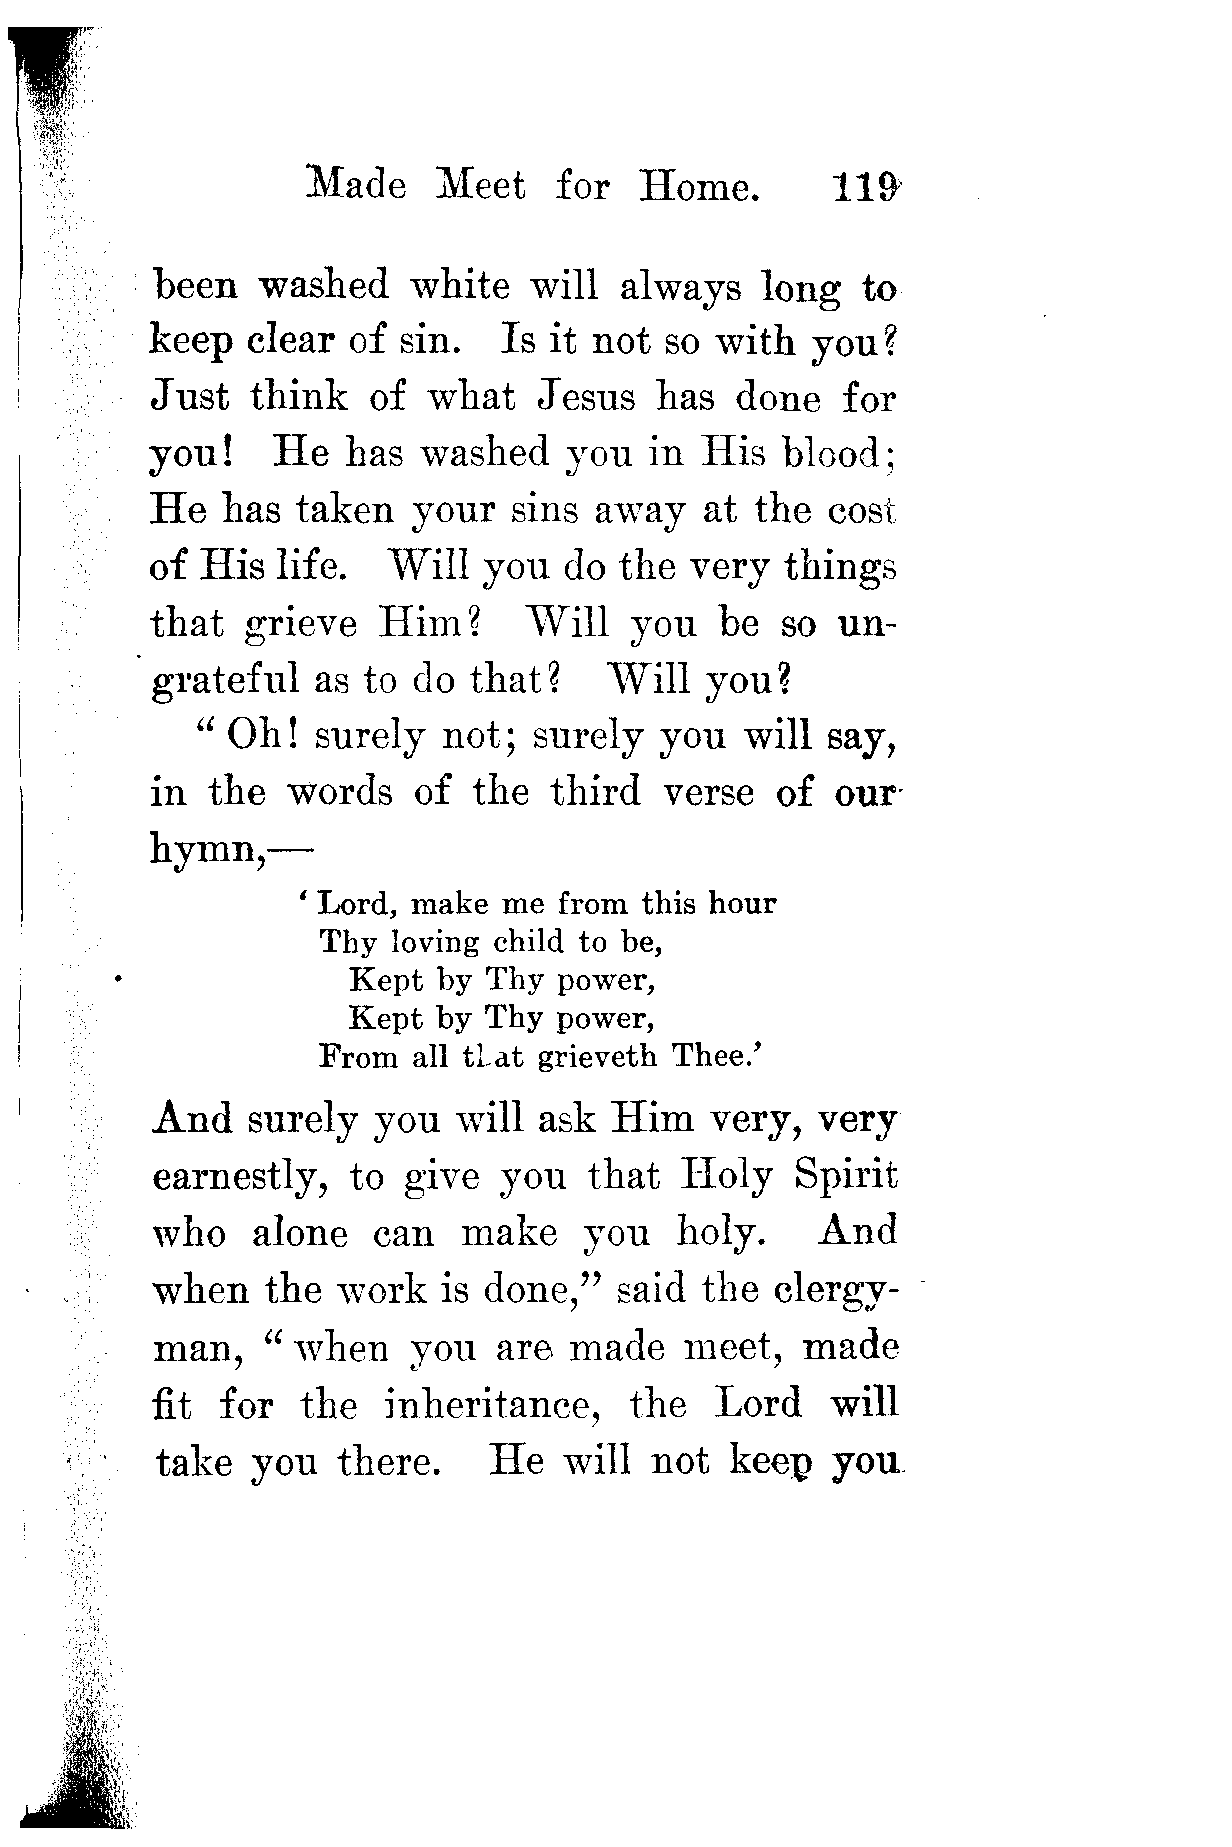 Made Meet for Home. 119
been washed white will always long to
keep clear of sin. Is it not so with you?
Just think of what Jesus has done for
you! He has washed you in His blood;
He has taken your sins away at the cost
of His life. Will you do the very things
that grieve Him? Will you be so un-
grateful as to do that? Will you?
“Oh! surely not; surely you will say,
in the words of the third verse of our
hymn,—
‘Lord, make me from this hour
Thy loving child to be,
Kept by Thy power,
Kept by Thy power,
From all that grieveth Thee.’
And surely you will ask Him very, very
earnestly, to give you that Holy Spirit
who alone can make you holy. And
when the work is done,” said the clergy-
man, “when you are made meet, made
fit for the inheritance, the Lord will
take you there. He will not keep you